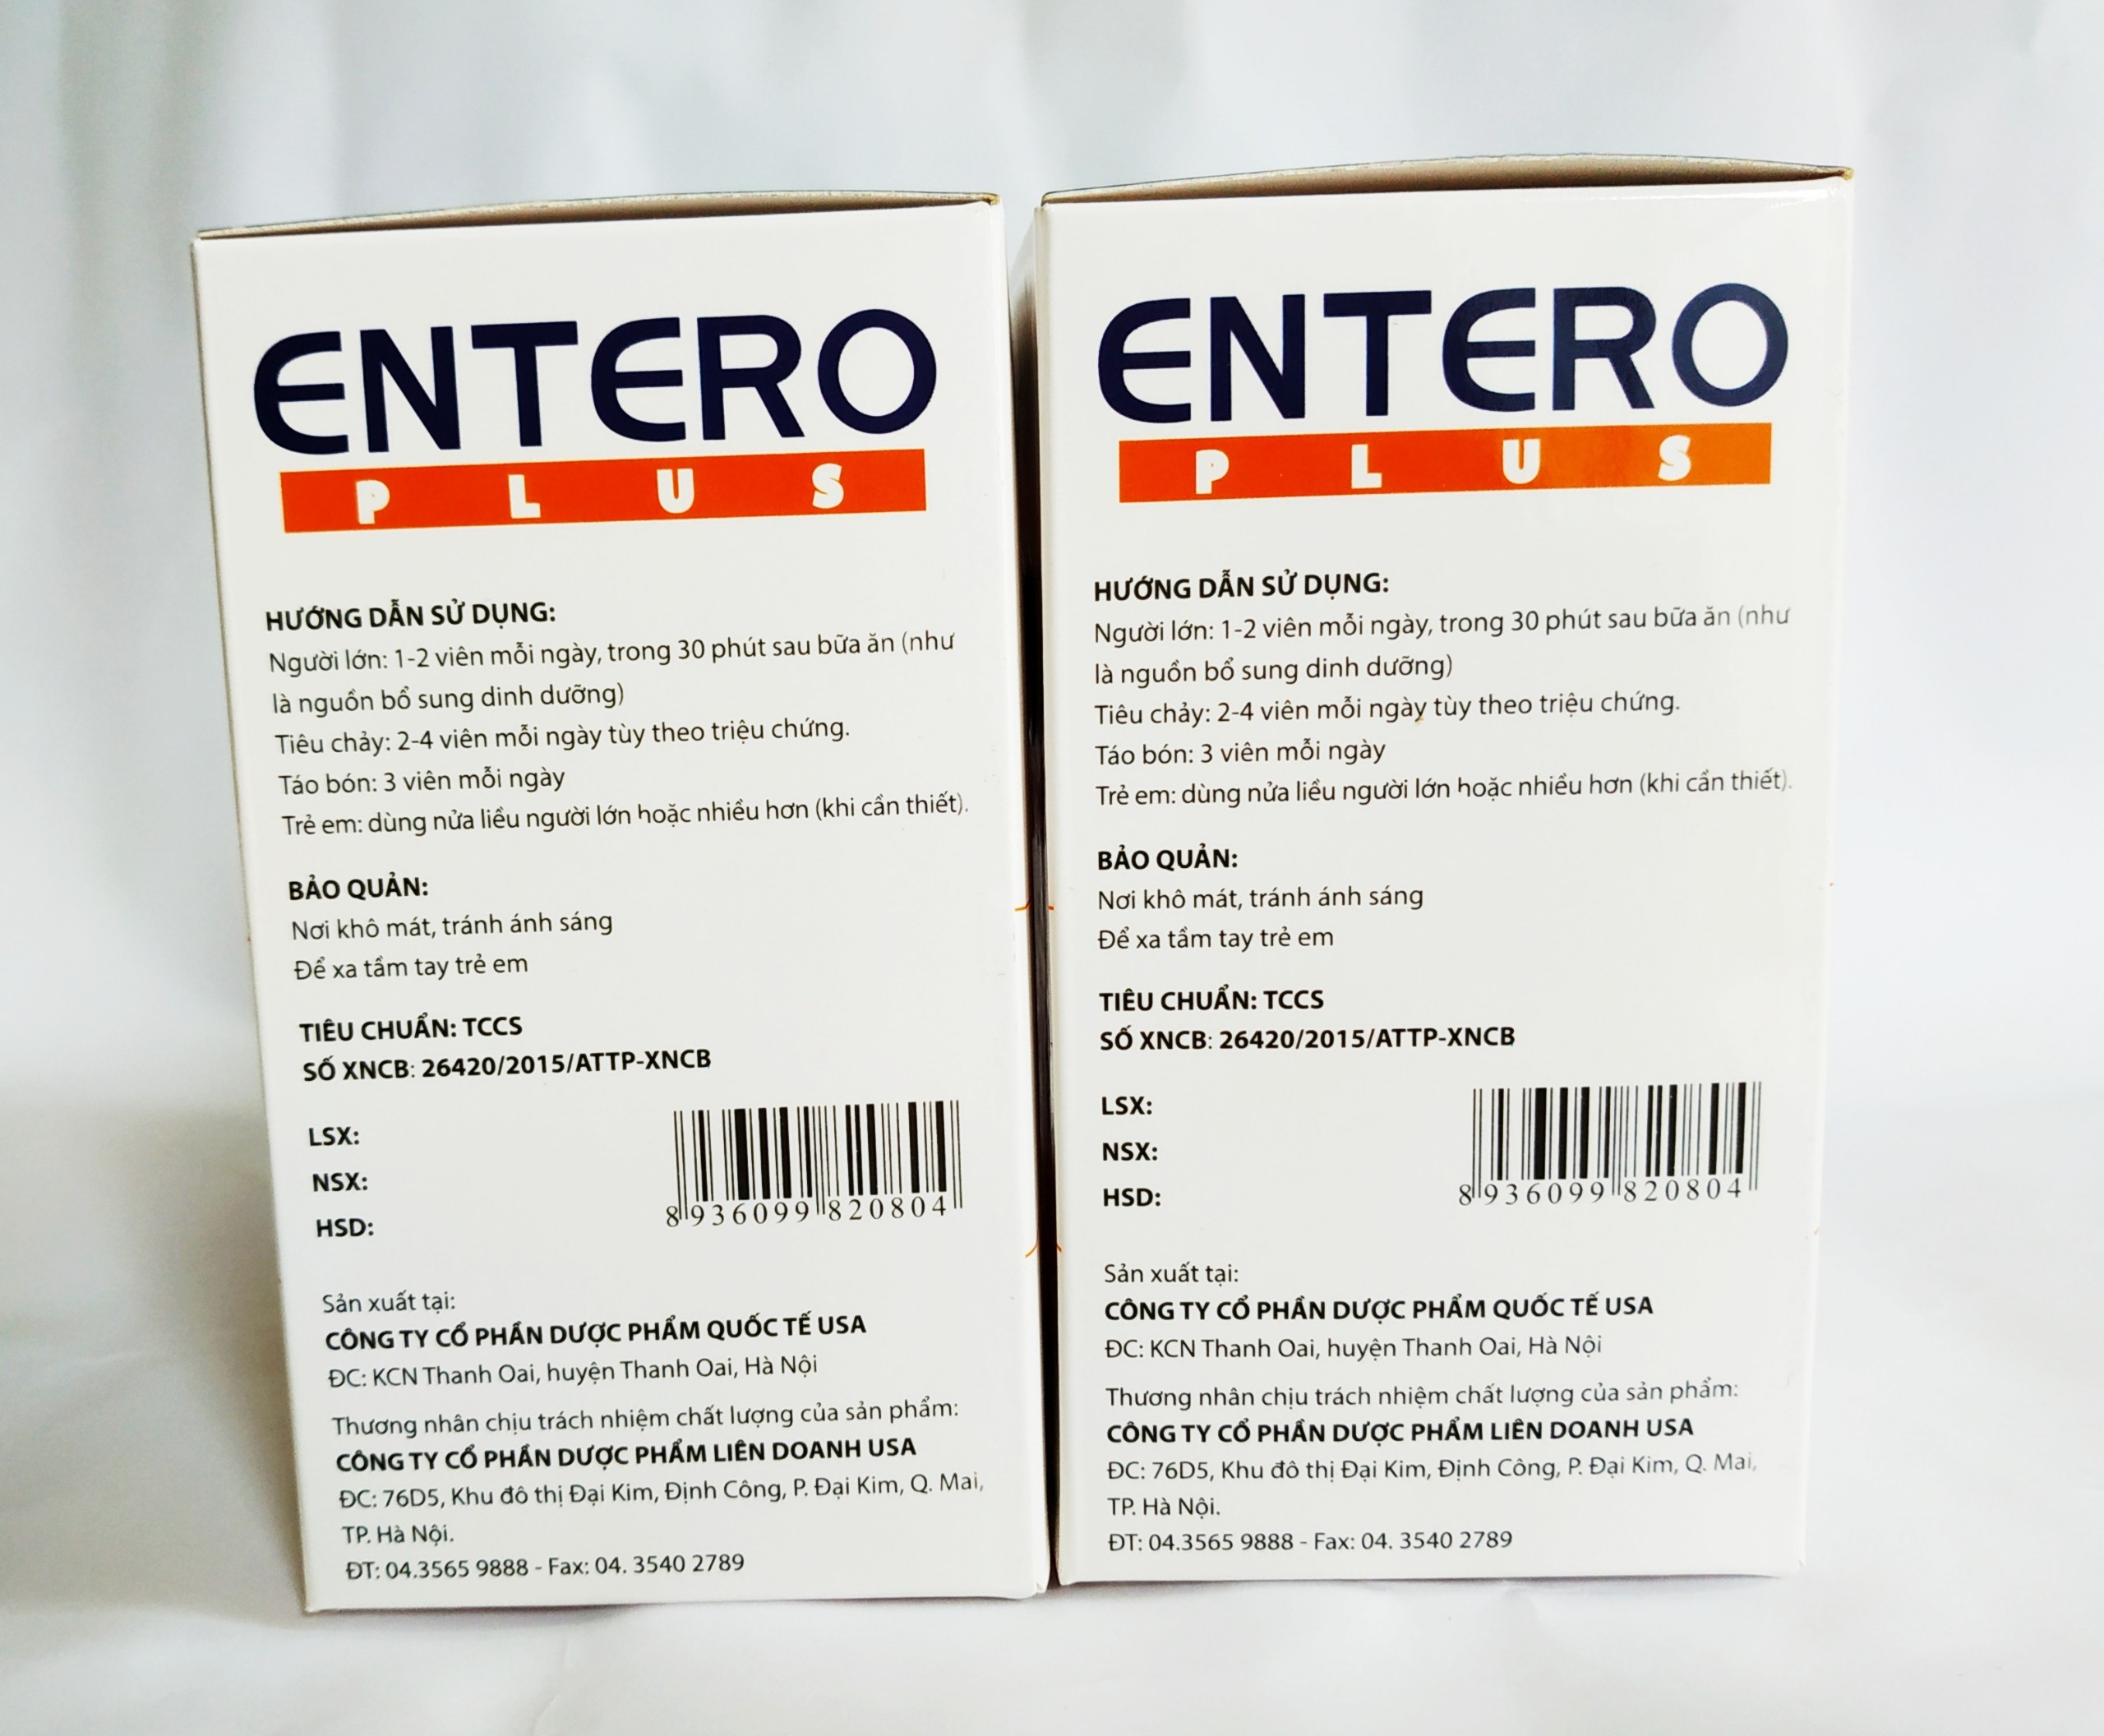 ENTERO
PLUS
HƯỚNG DẪN SỬ DỤNG:
Người lớn: 1-2 viên mỗi ngày, trong 30 phút sau bữa ăn (như
là nguồn bổ sung dinh dưỡng)
Tiêu chảy: 2-4 viên mỗi ngày tùy theo triệu chứng.
Táo bón: 3 viên mỗi ngày
Trẻ em: dùng nửa liều người lớn hoặc nhiều hơn (khi cần thiết).
BẢO QUẢN:
Nơi khô mát, tránh ánh sáng
Để xa tầm tay trẻ em
TIÊU CHUẨN: TCCS
SỐ XNCB: 26420/2015/ATTP-XNCB
LSX:
NSX:
HSD:
8 936099 820804
Sản xuất tại:
CÔNG TY CỔ PHẦN DƯỢC PHẨM QUỐC TẾ USA
ĐC: KCN Thanh Oai, huyện Thanh Oai, Hà Nội
Thương nhân chịu trách nhiệm chất lượng của sản phẩm:
CÔNG TY CỔ PHẦN DƯỢC PHẨM LIÊN DOANH USA
ĐC: 76D5, Khu đô thị Đại Kim, Định Công, P. Đại Kim, Q. Mai,
TP. Hà Nội.
ĐT: 04.3565 9888 - Fax: 04. 3540 2789
ENTERO
PLUS
HƯỚNG DẪN SỬ DỤNG:
Người lớn: 1-2 viên mỗi ngày, trong 30 phút sau bữa ăn (như
là nguồn bổ sung dinh dưỡng)
Tiêu chảy: 2-4 viên mỗi ngày tùy theo triệu chứng.
Táo bón: 3 viên mỗi ngày
Trẻ em: dùng nửa liều người lớn hoặc nhiều hơn (khi cần thiết).
BẢO QUẢN:
Nơi khô mát, tránh ánh sáng
Để xa tầm tay trẻ em
TIÊU CHUẨN: TCCS
SỐ XNCB: 26420/2015/ATTP-XNCB
LSX:
NSX:
HSD:
8 936099 820804
Sản xuất tại:
CÔNG TY CỔ PHẦN DƯỢC PHẨM QUỐC TẾ USA
ĐC: KCN Thanh Oai, huyện Thanh Oai, Hà Nội
Thương nhân chịu trách nhiệm chất lượng của sản phẩm:
CÔNG TY CỔ PHẦN DƯỢC PHẨM LIÊN DOANH USA
ĐC: 76D5, Khu đô thị Đại Kim, Định Công, P. Đại Kim, Q. Mai,
TP. Hà Nội.
ĐT: 04.3565 9888 - Fax: 04. 3540 2789